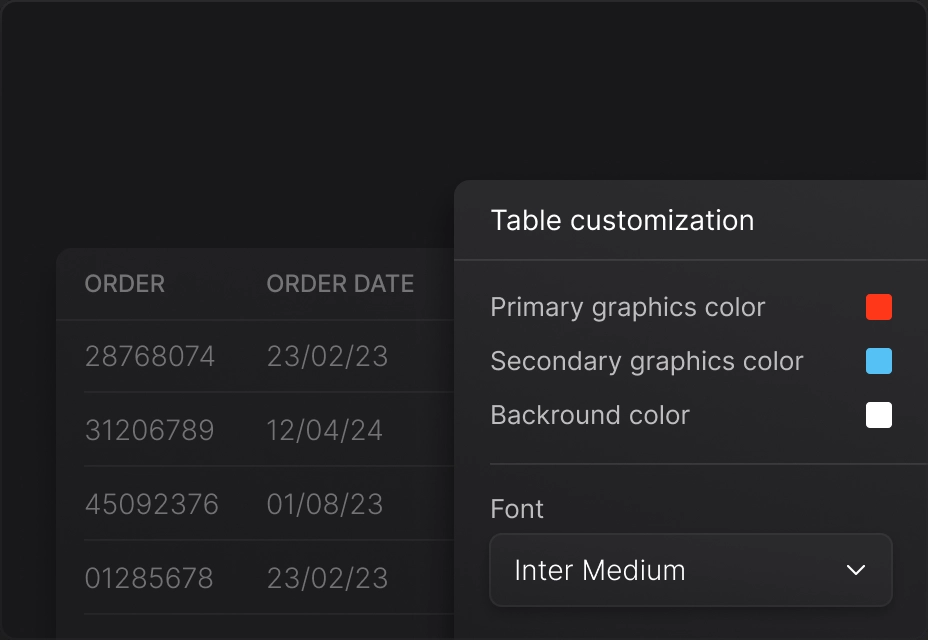 Table customization
ORDER ORDER DATE
28768074 23/02/23
31206789 12/04/24
45092376 01/08/23
01285678 23/02/23
Primary graphics color
Secondary graphics color
Backround color
Font
Inter Medium